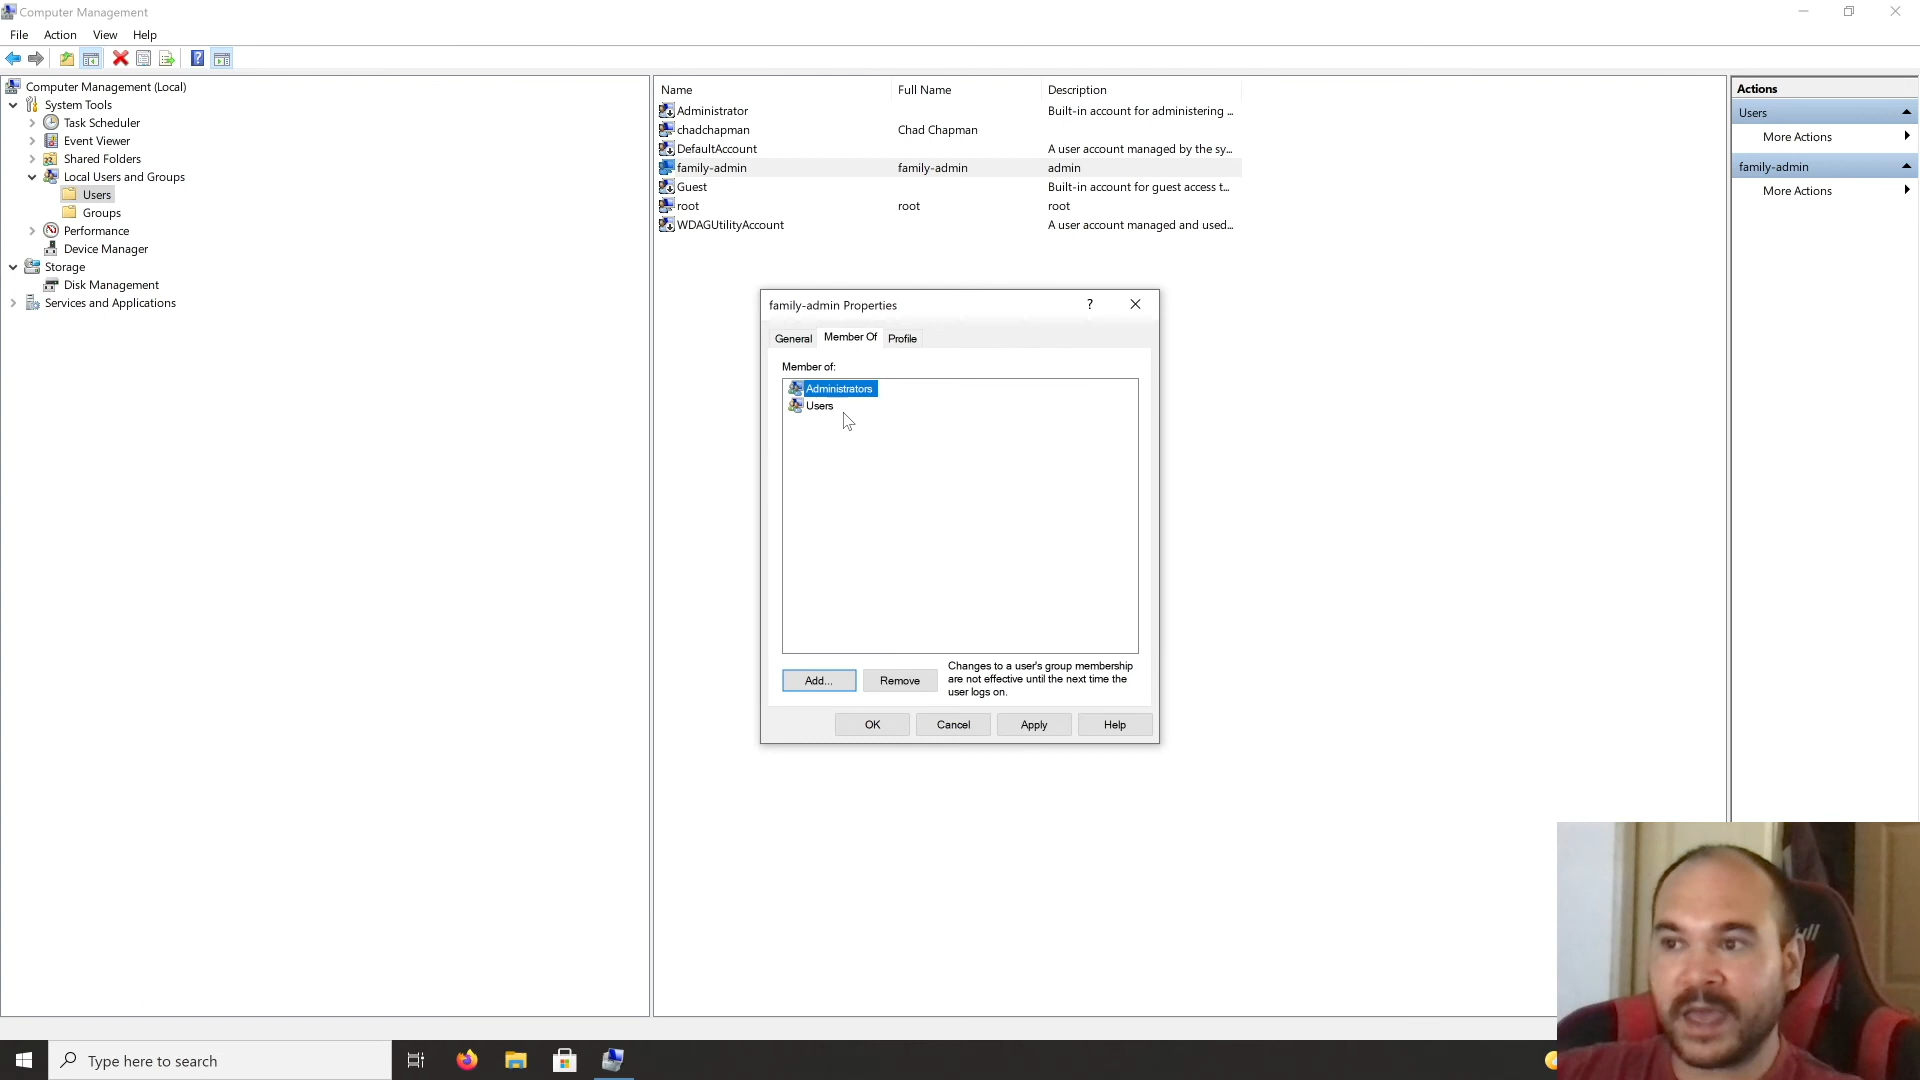 Computer Management
File Action View Help
Computer Management (Local)
System Tools
Task Scheduler
Event Viewer
Shared Folders
Local Users and Groups
Users
Groups
Performance
Device Manager
Storage
Disk Management
Services and Applications
Name Full Name Description
Administrator Built-in account for administering ...
chadchapman Chad Chapman
DefaultAccount A user account managed by the sy...
family-admin family-admin admin
Guest Built-in account for guest access t...
root root root
WDAGUtilityAccount A user account managed and used...
Actions
Users
More Actions
family-admin
More Actions
family-admin Properties
General Member Of Profile
Member of:
Administrators
Users
Add... Remove
Changes to a user's group membership
are not effective until the next time the
user logs on.
OK Cancel Apply Help
Type here to search